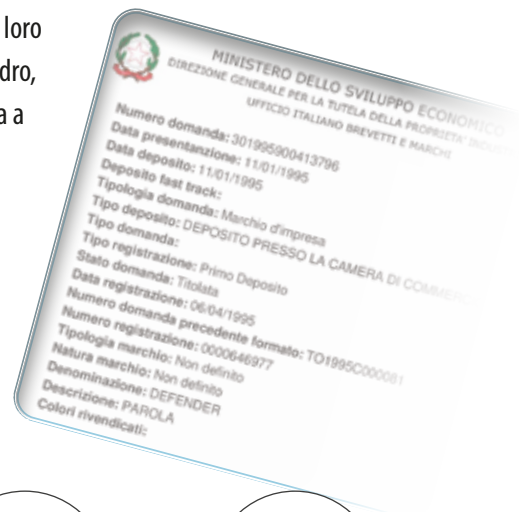 loro
dro,
a a
MINISTERO DELLO SVILUPPO ECONOMICO
DIREZIONE GENERALE PER LA TUTELA DELLA PROPRIETA'
UFFICIO ITALIANO BREVETTI E MARCHI
Numero domanda: 301995900413796
Data presentanzione: 11/01/1995
Data deposito: 11/01/1995
Deposito fast track:
Tipologia domanda: Marchio d'impresa
Tipo deposito: DEPOSITO PRESSO LA CAMERA DI COMMERCIO
Tipo domanda:
Tipo registrazione: Primo Deposito
Stato domanda: Titolata
Data registrazione: 06/04/1995
Numero domanda precedente formato: TO1995C000081
Numero registrazione: 0000646977
Tipologia marchio: Non definito
Natura marchio: Non definito
Denominazione: DEFENDER
Descrizione: PAROLA
Colori rivendicati: